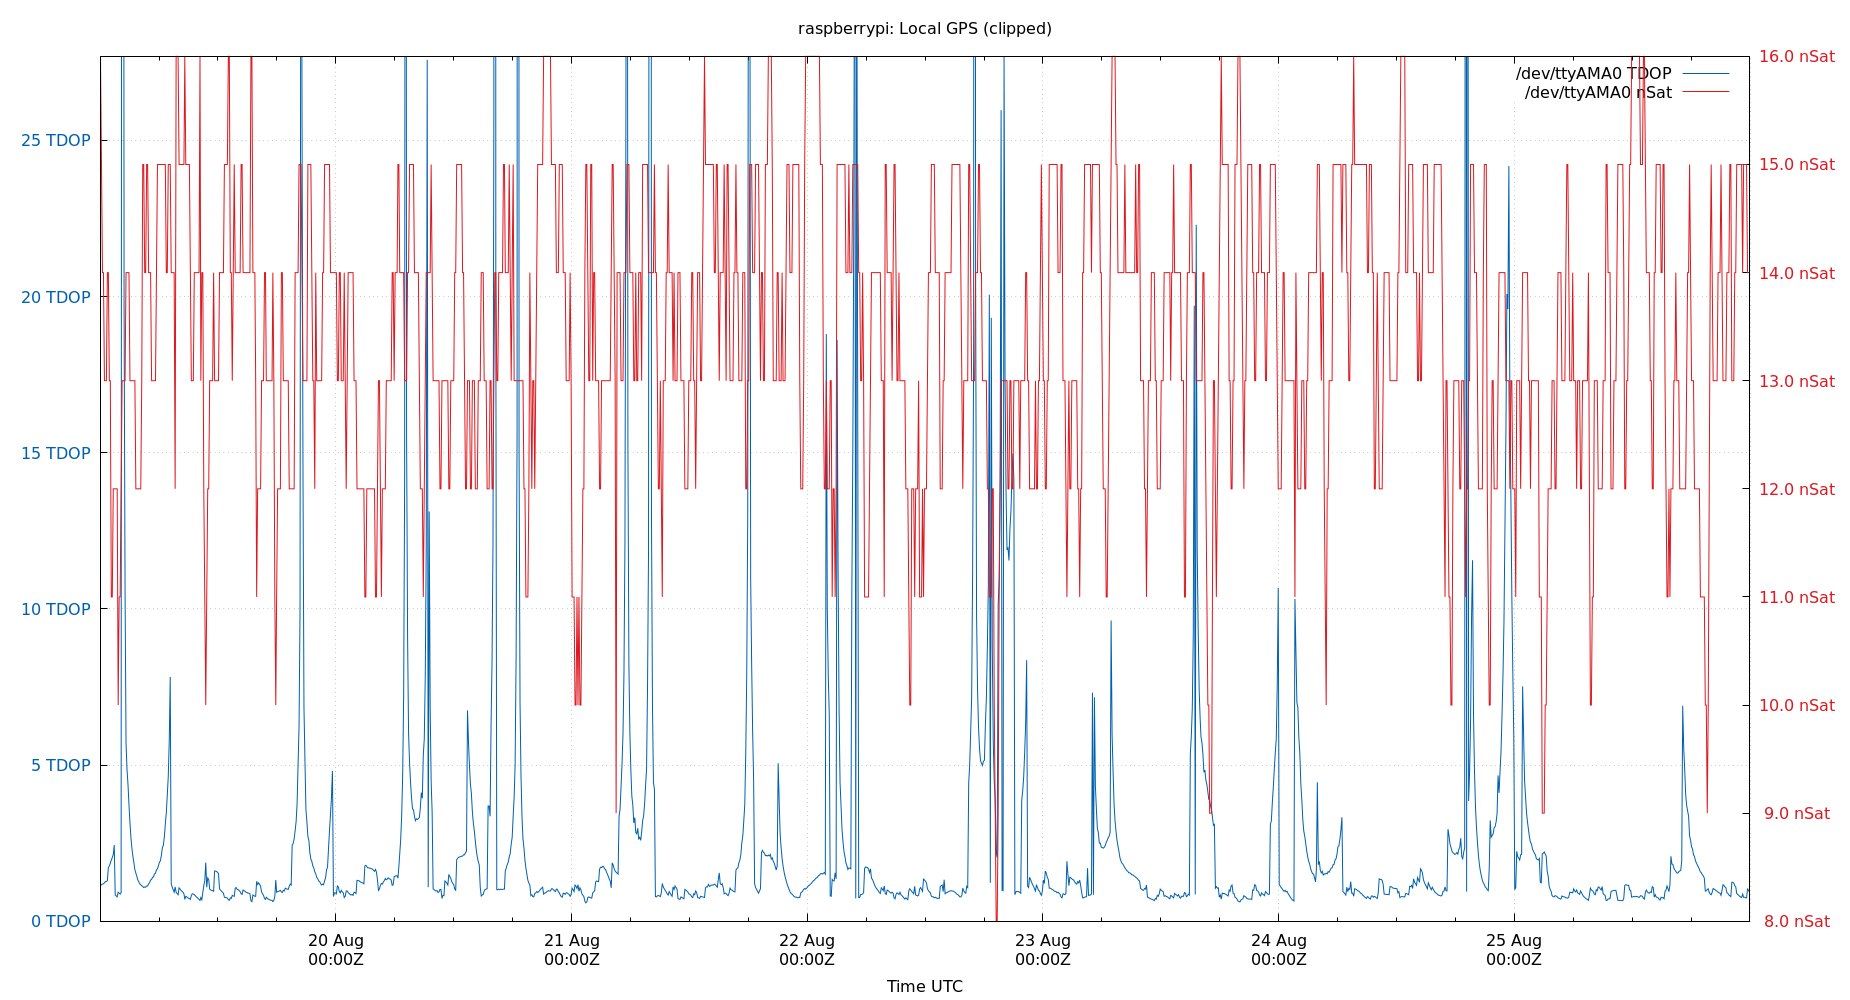 raspberrypi: Local GPS (clipped)
/dev/ttyAMA0 TDOP
/dev/ttyAMA0 nSat
25 TDOP
20 TDOP
15 TDOP
10 TDOP
5 TDOP
0 TDOP
16.0 nSat
15.0 nSat
14.0 nSat
13.0 nSat
12.0 nSat
11.0 nSat
10.0 nSat
9.0 nSat
8.0 nSat
20 Aug
00:00Z
21 Aug
00:00Z
22 Aug
00:00Z
23 Aug
00:00Z
24 Aug
00:00Z
25 Aug
00:00Z
Time UTC